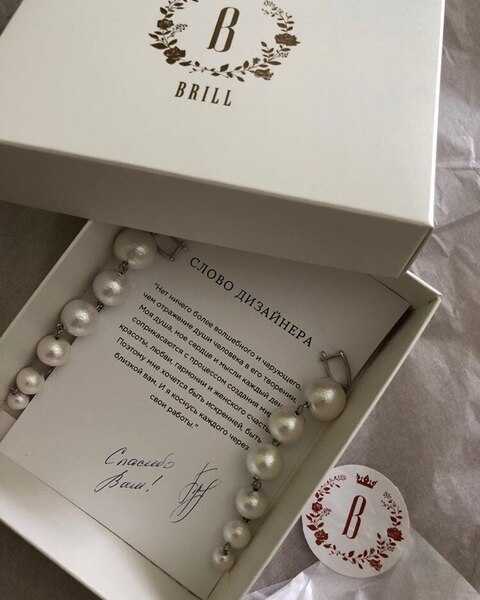 B
BRILL
СЛОВО ДИЗАЙНЕРА
"Нет ничего более волшебного и чарующего,
чем отражение души человека в его творении.
Моя душа, мое сердце и мысли каждый день
соприкасаются с процессом создания
красоты, любви, гармонии и женского счастья.
Поэтому мне хочется быть искренней, быть
ближе вам. И я коснусь каждого через
свои работы."
Спасибо
Вам!
B